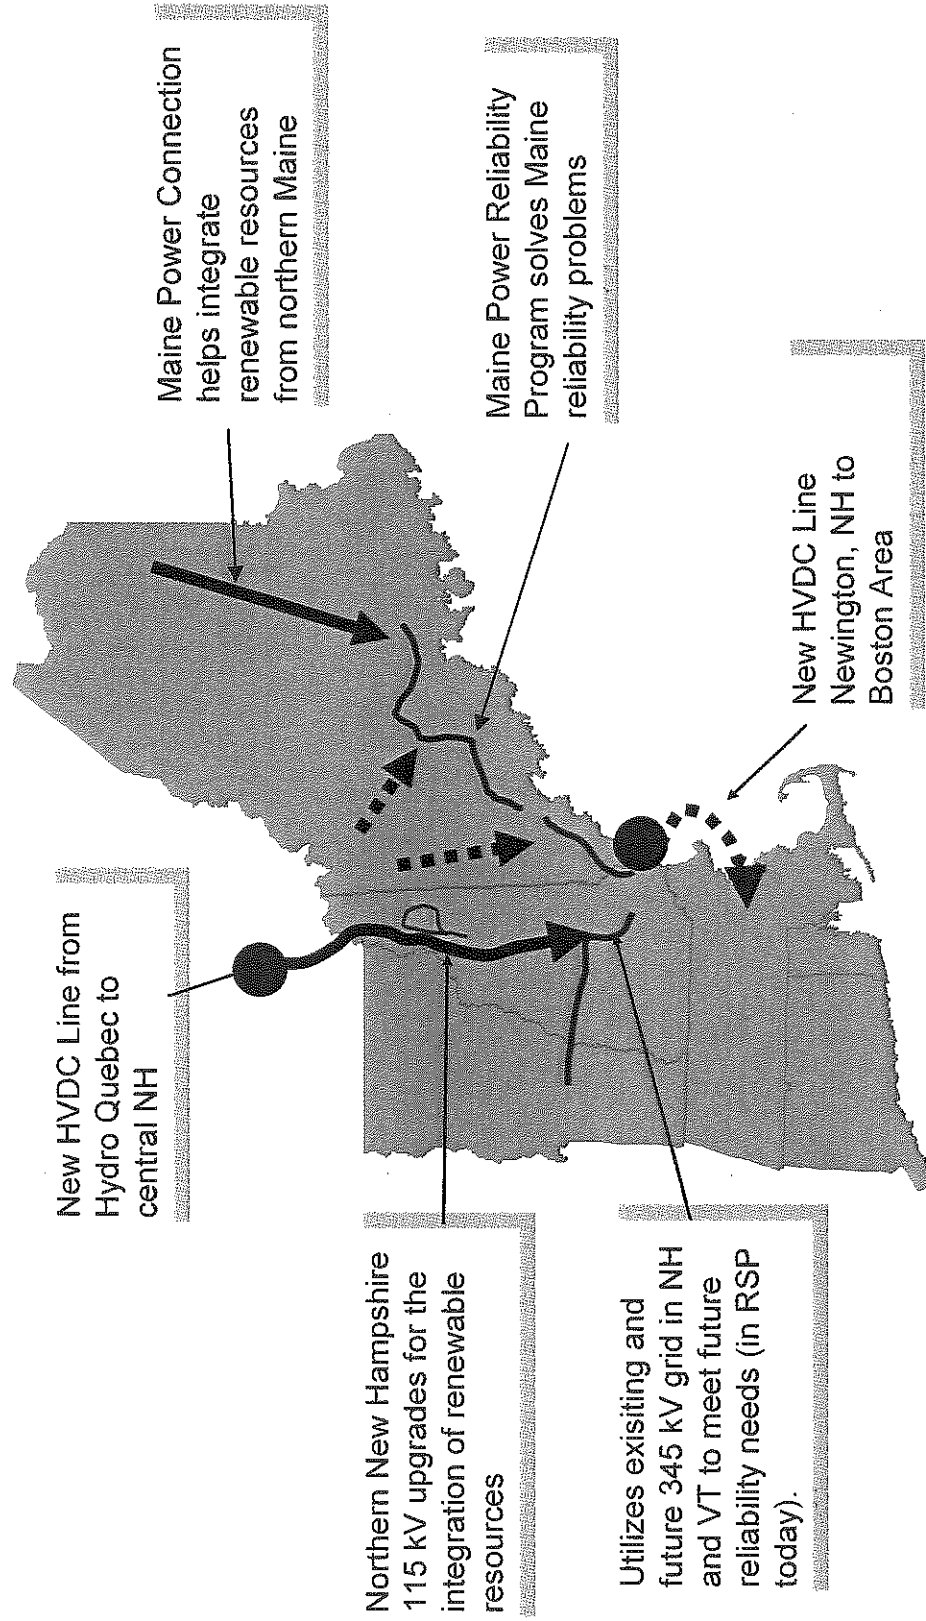 New HVDC Line from
Hydro Quebec to
central NH
Maine Power Connection
helps integrate
renewable resources
from northern Maine
Northern New Hampshire
115 kV upgrades for the
integration of renewable
resources
Maine Power Reliability
Program solves Maine
reliability problems
Utilizes exisiting and
future 345 kV grid in NH
and VT to meet future
reliability needs (in RSP
today).
New HVDC Line
Newington, NH to
Boston Area